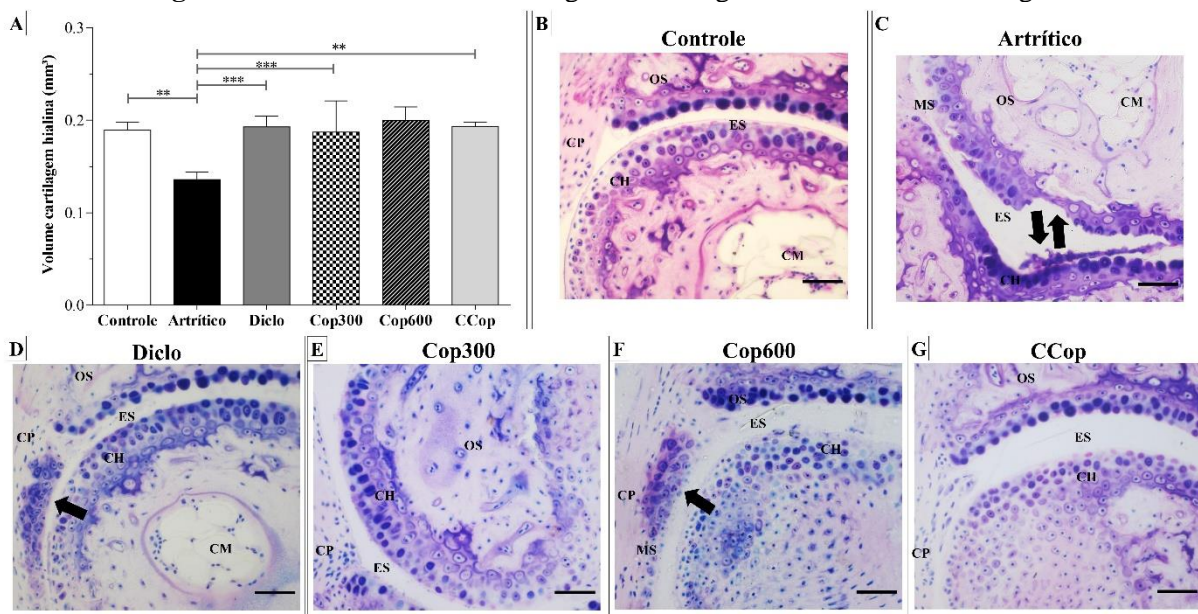 A
Volume cartilagem hialina (mm³)
0.3
0.2
0.1
0.0
**
***
***
**
Controle Artrítico Diclo Cop300 Cop600 CCop
B
Controle
OS
ES
CP
CH
CM
C
Artrítico
MS
OS
CM
ES
CH
D
Diclo
OS
ES
CP
CH
CM
E
Cop300
OS
CH
CP
ES
F
Cop600
OS
ES
CH
CP
MS
G
CCop
OS
ES
CH
CP